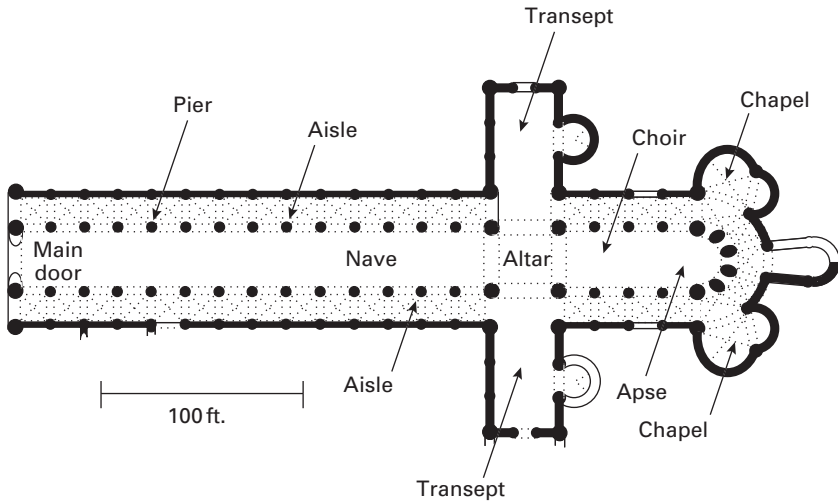 Transept
Pier
Aisle
Choir
Chapel
Main
door
Nave
Altar
Aisle
100 ft.
Apse
Chapel
Transept